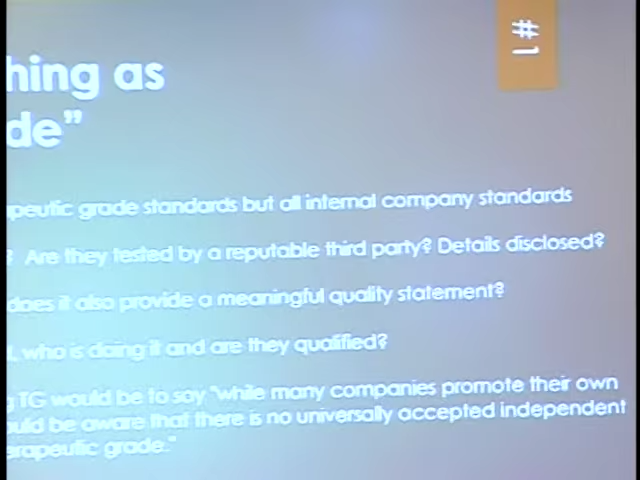 #1
hing as
de”
peutic grade standards but all internal company standards
? Are they tested by a reputable third party? Details disclosed?
does it also provide a meaningful quality statement?
, who is doing it and are they qualified?
g TG would be to say "while many companies promote their own
uld be aware that there is no universally accepted independent
erapeutic grade."